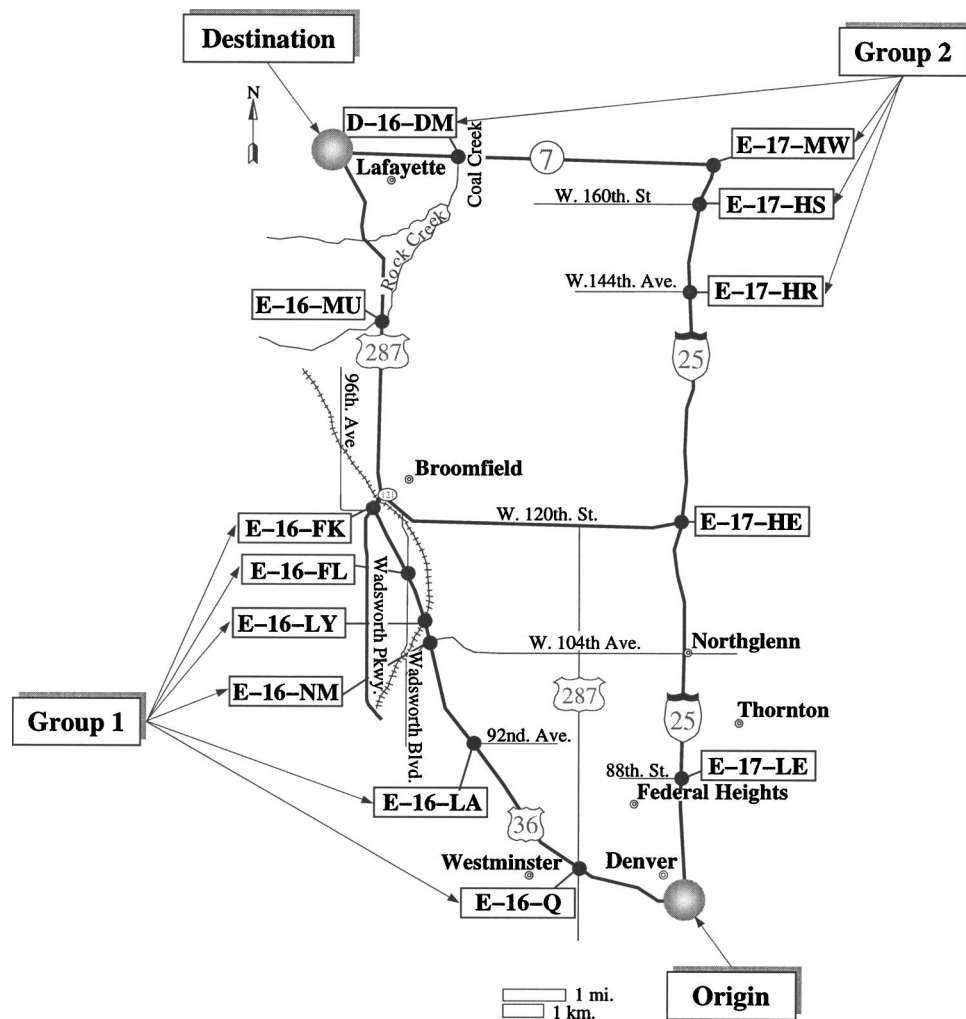 Destination
Group 2
N
D–16–DM
E–17–MW
7
Lafayette
Coal Creek
W. 160th. St
E–17–HS
Rock Creek
W.144th. Ave.
E–17–HR
E–16–MU
287
25
96th. Ave
Broomfield
121
E–16–FK
W. 120th. St.
E–17–HE
E–16–FL
Wadsworth Pkwy.
E–16–LY
Wadsworth Blvd.
W. 104th Ave.
Northglenn
E–16–NM
287
Group 1
25
Thornton
92nd. Ave.
88th. St.
E–17–LE
E–16–LA
Federal Heights
36
Westminster
Denver
E–16–Q
Origin
1 mi.
1 km.